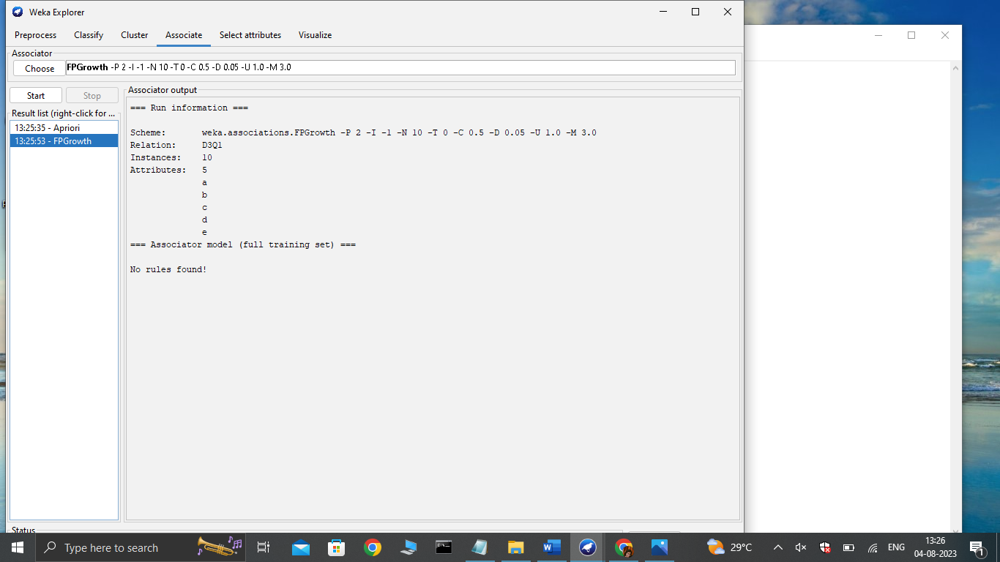 Weka Explorer
Preprocess Classify Cluster Associate Select attributes Visualize
Associator
Choose FPGrowth -P 2 -I -1 -N 10 -T 0 -C 0.5 -D 0.05 -U 1.0 -M 3.0
Start Stop
Associator output
Result list (right-click for ...
13:25:35 - Apriori
13:25:53 - FPGrowth
=== Run information ===
Scheme: weka.associations.FPGrowth -P 2 -I -1 -N 10 -T 0 -C 0.5 -D 0.05 -U 1.0 -M 3.0
Relation: D3Q1
Instances: 10
Attributes: 5
a
b
c
d
e
=== Associator model (full training set) ===
No rules found!
Status
Type here to search
29°C
ENG
13:26
04-08-2023
1